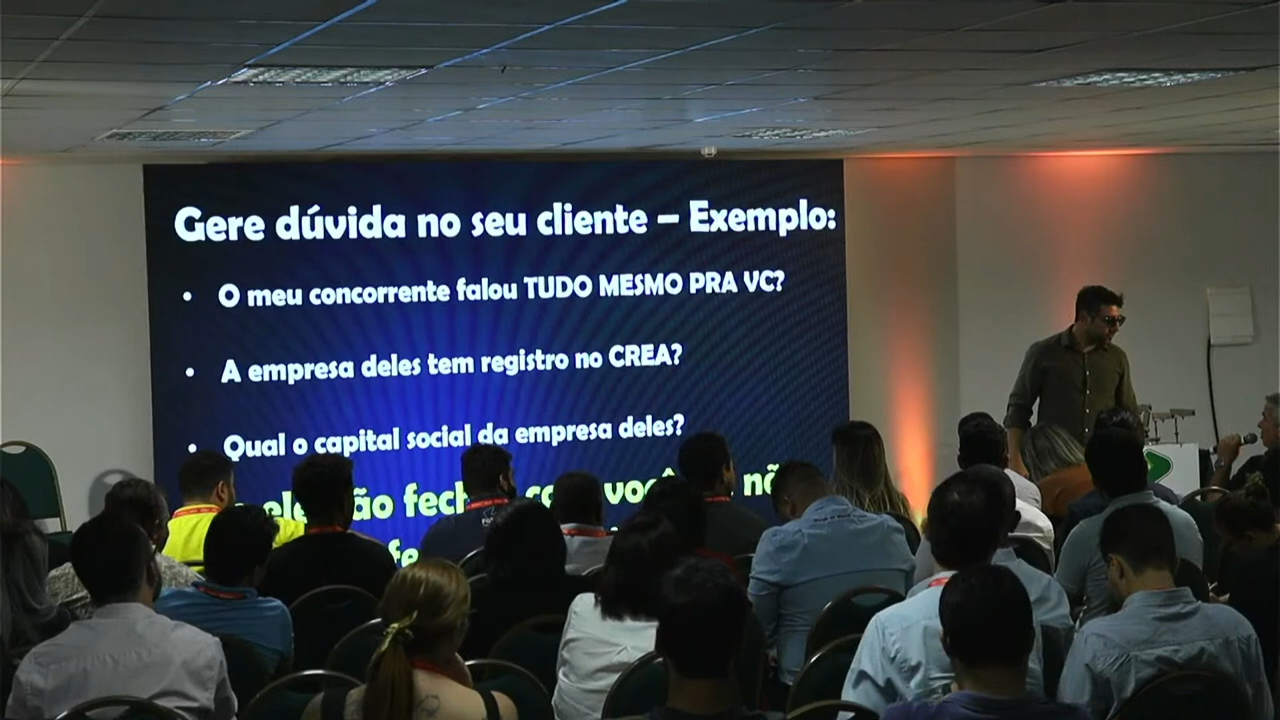 Gere dúvida no seu cliente – Exemplo:
• O meu concorrente falou TUDO MESMO PRA VC?
• A empresa deles tem registro no CREA?
• Qual o capital social da empresa deles?